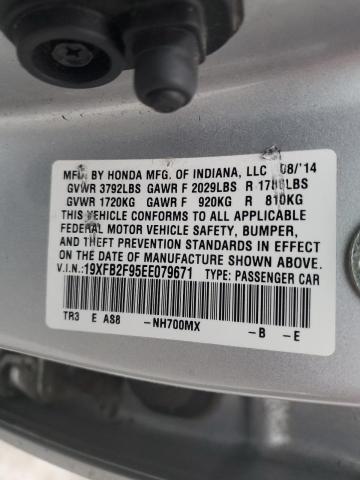 MFD. BY HONDA MFG. OF INDIANA, LLC 08/'14
GVWR 3792LBS GAWR F 2029LBS R 1786LBS
GVWR 1720KG GAWR F 920KG R 810KG
THIS VEHICLE CONFORMS TO ALL APPLICABLE
FEDERAL MOTOR VEHICLE SAFETY, BUMPER,
AND THEFT PREVENTION STANDARDS IN EFFECT
ON THE DATE OF MANUFACTURE SHOWN ABOVE.
V.I.N.:19XFB2F95EE079671 TYPE: PASSENGER CAR
TR3 E AS8 -NH700MX -B -E